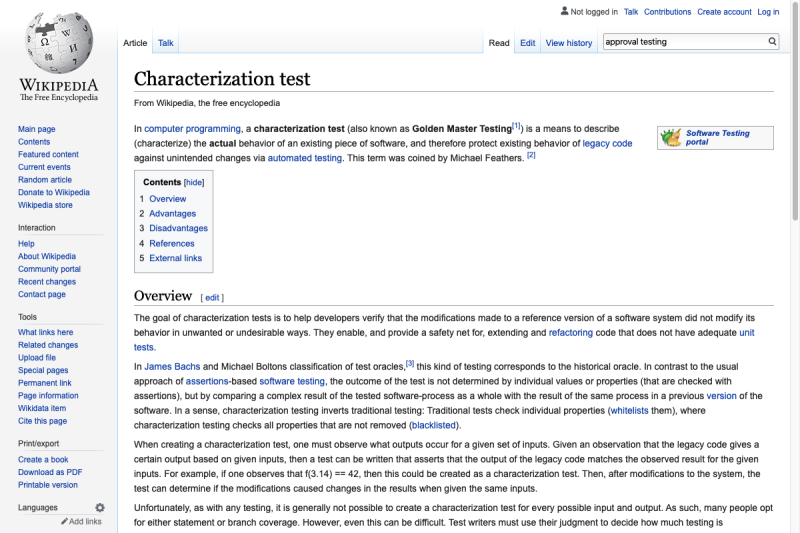 Not logged in Talk Contributions Create account Log in
Article Talk Read Edit View history approval testing
WIKIPEDIA
The Free Encyclopedia
Main page
Contents
Featured content
Current events
Random article
Donate to Wikipedia
Wikipedia store
Interaction
Help
About Wikipedia
Community portal
Recent changes
Contact page
Tools
What links here
Related changes
Upload file
Special pages
Permanent link
Page information
Wikidata item
Cite this page
Print/export
Create a book
Download as PDF
Printable version
Languages
Add links
Characterization test
From Wikipedia, the free encyclopedia
In computer programming, a characterization test (also known as Golden Master Testing[1]) is a means to describe
(characterize) the actual behavior of an existing piece of software, and therefore protect existing behavior of legacy code
against unintended changes via automated testing. This term was coined by Michael Feathers. [2]
Software Testing
portal
Contents [hide]
1 Overview
2 Advantages
3 Disadvantages
4 References
5 External links
Overview [ edit ]
The goal of characterization tests is to help developers verify that the modifications made to a reference version of a software system did not modify its
behavior in unwanted or undesirable ways. They enable, and provide a safety net for, extending and refactoring code that does not have adequate unit
tests.
In James Bachs and Michael Boltons classification of test oracles,[3] this kind of testing corresponds to the historical oracle. In contrast to the usual
approach of assertions-based software testing, the outcome of the test is not determined by individual values or properties (that are checked with
assertions), but by comparing a complex result of the tested software-process as a whole with the result of the same process in a previous version of the
software. In a sense, characterization testing inverts traditional testing: Traditional tests check individual properties (whitelists them), where
characterization testing checks all properties that are not removed (blacklisted).
When creating a characterization test, one must observe what outputs occur for a given set of inputs. Given an observation that the legacy code gives a
certain output based on given inputs, then a test can be written that asserts that the output of the legacy code matches the observed result for the given
inputs. For example, if one observes that f(3.14) == 42, then this could be created as a characterization test. Then, after modifications to the system, the
test can determine if the modifications caused changes in the results when given the same inputs.
Unfortunately, as with any testing, it is generally not possible to create a characterization test for every possible input and output. As such, many people opt
for either statement or branch coverage. However, even this can be difficult. Test writers must use their judgment to decide how much testing is